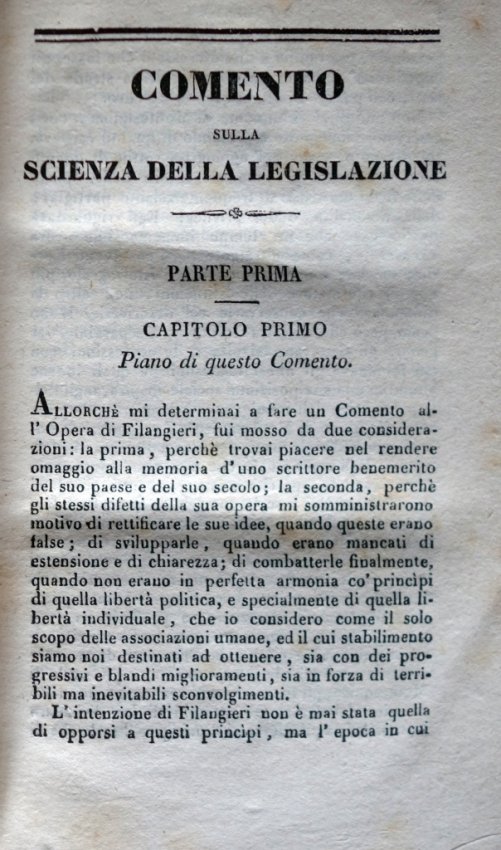 COMENTO
SULLA
SCIENZA DELLA LEGISLAZIONE
PARTE PRIMA
CAPITOLO PRIMO
Piano di questo Comento.
ALLORCHÈ mi determinai a fare un Comento al-
l' Opera di Filangieri, fui mosso da due considera-
zioni: la prima, perchè trovai piacere nel rendere
omaggio alla memoria d'uno scrittore benemerito
del suo paese e del suo secolo; la seconda, perchè
gli stessi difetti della sua opera mi somministrarono
motivo di rettificare le sue idee, quando queste erano
false; di svilupparle, quando erano mancati di
estensione e di chiarezza; di combatterle finalmente,
quando non erano in perfetta armonia co' princìpi
di quella libertà politica, e specialmente di quella li-
bertà individuale, che io considero come il solo
scopo delle associazioni umane, ed il cui stabilimento
siamo noi destinati ad ottenere, sia con dei pro-
gressivi e blandi miglioramenti, sia in forza di terri-
bili ma inevitabili sconvolgimenti.
L' intenzione di Filangieri non è mai stata quella
di opporsi a questi princìpi, ma l' epoca in cui